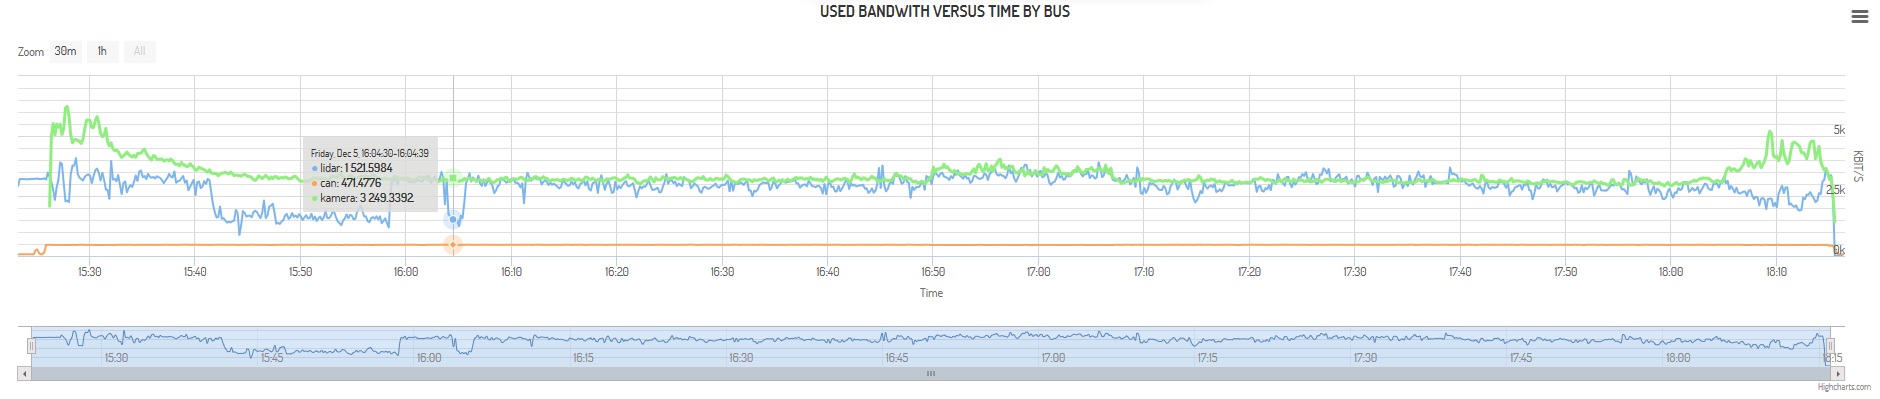 USED BANDWITH VERSUS TIME BY BUS
Zoom 30m 1h All
Friday, Dec 5, 16:04:30-16:04:39
lidar: 1 521.5984
can: 471.4776
kamera: 3 249.3392
5k
2.5k
0k
KBIT/S
15:30 15:40 15:50 16:00 16:10 16:20 16:30 16:40 16:50 17:00 17:10 17:20 17:30 17:40 17:50 18:00 18:10
Time
15:30 15:45 16:00 16:15 16:30 16:45 17:00 17:15 17:30 17:45 18:00 18:15
Highcharts.com